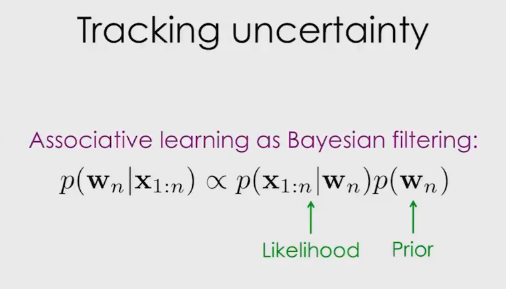 Tracking uncertainty
Associative learning as Bayesian filtering:
p(𝐰ₙ|𝐱₁:ₙ) ∝ p(𝐱₁:ₙ|𝐰ₙ)p(𝐰ₙ)
Likelihood Prior